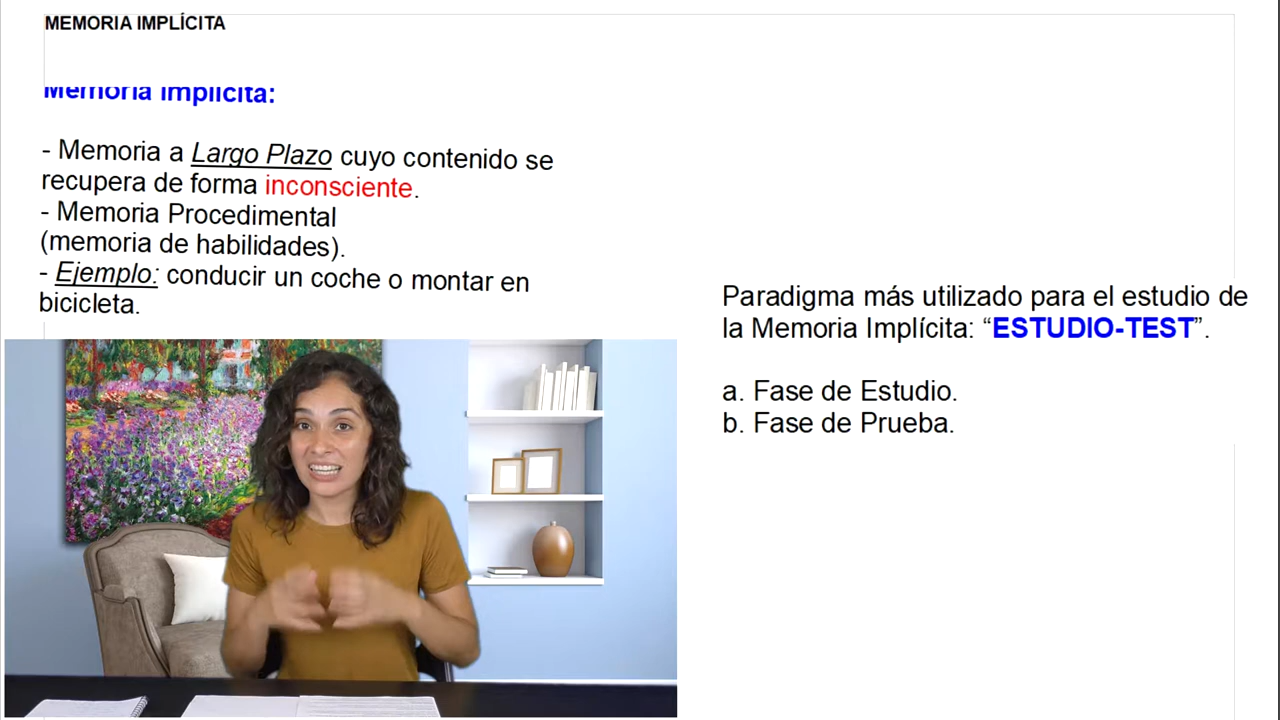 MEMORIA IMPLÍCITA
Memoria Implícita:
- Memoria a Largo Plazo cuyo contenido se
recupera de forma inconsciente.
- Memoria Procedimental
(memoria de habilidades).
- Ejemplo: conducir un coche o montar en
bicicleta.
Paradigma más utilizado para el estudio de
la Memoria Implícita: “ESTUDIO-TEST”.
a. Fase de Estudio.
b. Fase de Prueba.